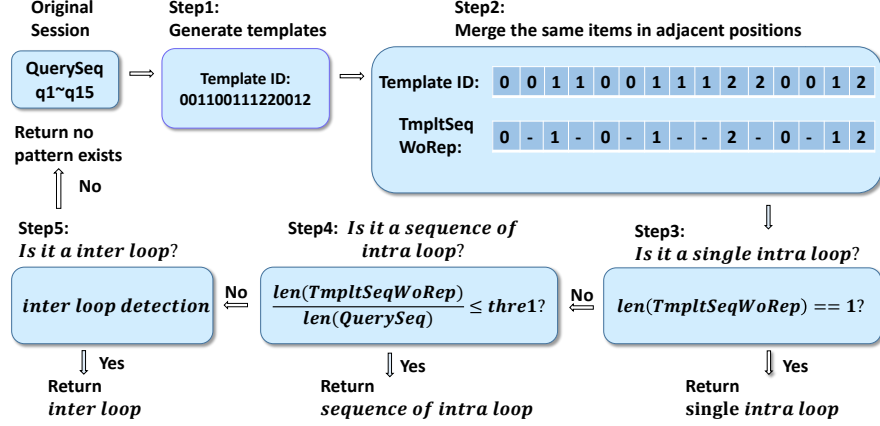 Original
Session
QuerySeq
q1~q15
Step1:
Generate templates
Template ID:
001100111220012
Step2:
Merge the same items in adjacent positions
Template ID: 0 0 1 1 0 0 1 1 1 2 2 0 0 1 2
TmpltSeq
WoRep: 0 - 1 - 0 - 1 - - 2 - 0 - 1 2
Return no
pattern exists
No
Step3:
Is it a single intra loop?
len(TmpltSeqWoRep) == 1?
Yes
Return
single intra loop
No
Step4: Is it a sequence of
intra loop?
len(TmpltSeqWoRep)
len(QuerySeq)
≤ thre1?
Yes
Return
sequence of intra loop
No
Step5:
Is it a inter loop?
inter loop detection
Yes
Return
inter loop